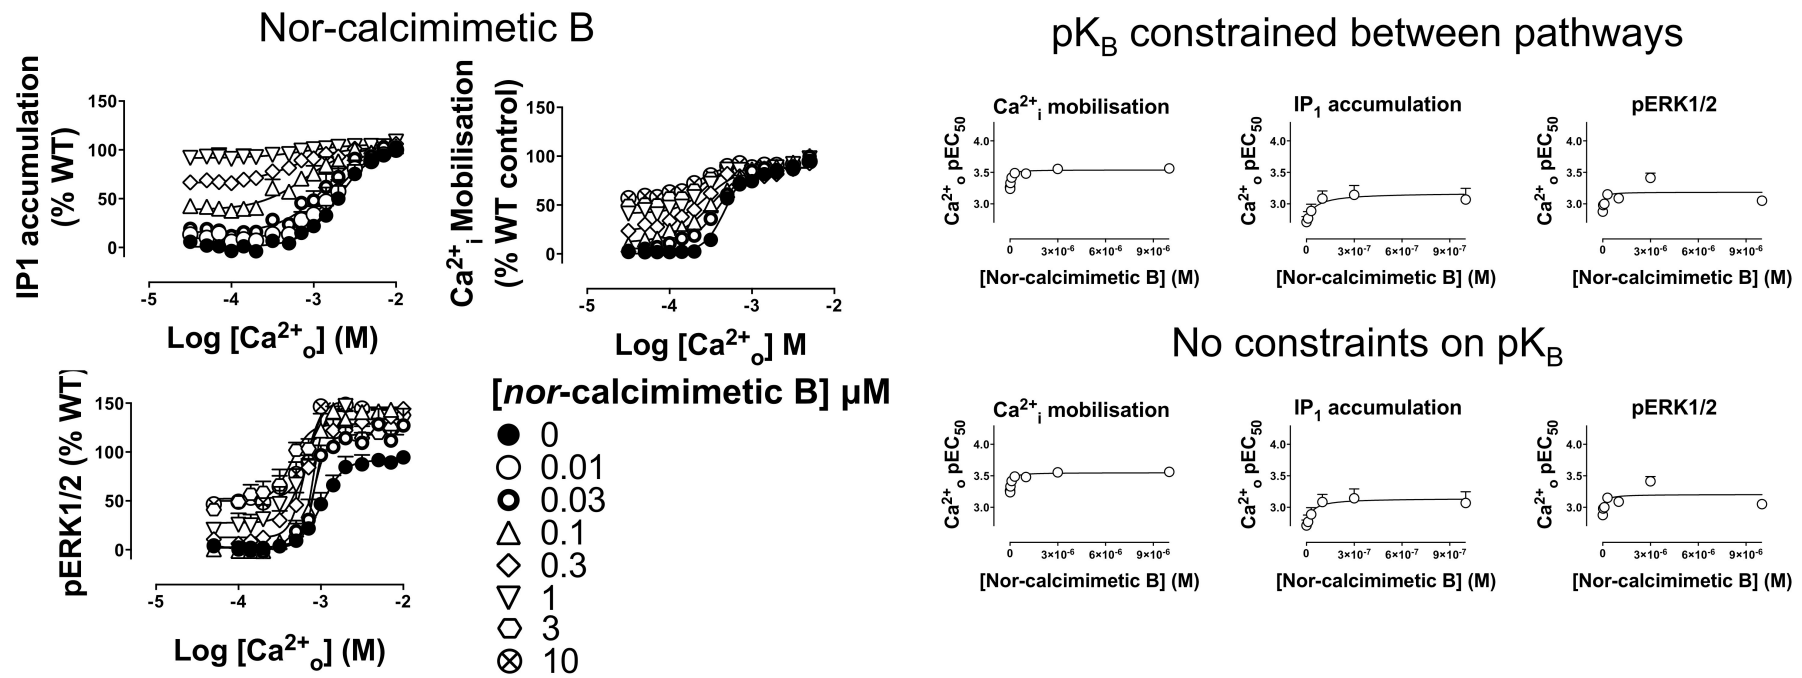 Nor-calcimimetic B
IP1 accumulation
(% WT)
150
100
50
0
-5 -4 -3 -2
Log [Ca²⁺ₒ] (M)
Ca²⁺ᵢ Mobilisation
(% WT control)
150
100
50
0
-5 -4 -3 -2
Log [Ca²⁺ₒ] M
pERK1/2 (% WT)
150
100
50
0
-5 -4 -3 -2
Log [Ca²⁺ₒ] (M)
[nor-calcimimetic B] µM
0
0.01
0.03
0.1
0.3
1
3
10
pK_B constrained between pathways
Ca²⁺ᵢ mobilisation
Ca²⁺ₒ pEC₅₀
4.0
3.5
3.0
0 3×10⁻⁶ 6×10⁻⁶ 9×10⁻⁶
[Nor-calcimimetic B] (M)
IP₁ accumulation
Ca²⁺ₒ pEC₅₀
4.0
3.5
3.0
0 3×10⁻⁷ 6×10⁻⁷ 9×10⁻⁷
[Nor-calcimimetic B] (M)
pERK1/2
Ca²⁺ₒ pEC₅₀
4.0
3.5
3.0
0 3×10⁻⁶ 6×10⁻⁶ 9×10⁻⁶
[Nor-calcimimetic B] (M)
No constraints on pK_B
Ca²⁺ᵢ mobilisation
Ca²⁺ₒ pEC₅₀
4.0
3.5
3.0
0 3×10⁻⁶ 6×10⁻⁶ 9×10⁻⁶
[Nor-calcimimetic B] (M)
IP₁ accumulation
Ca²⁺ₒ pEC₅₀
4.0
3.5
3.0
0 3×10⁻⁷ 6×10⁻⁷ 9×10⁻⁷
[Nor-calcimimetic B] (M)
pERK1/2
Ca²⁺ₒ pEC₅₀
4.0
3.5
3.0
0 3×10⁻⁶ 6×10⁻⁶ 9×10⁻⁶
[Nor-calcimimetic B] (M)